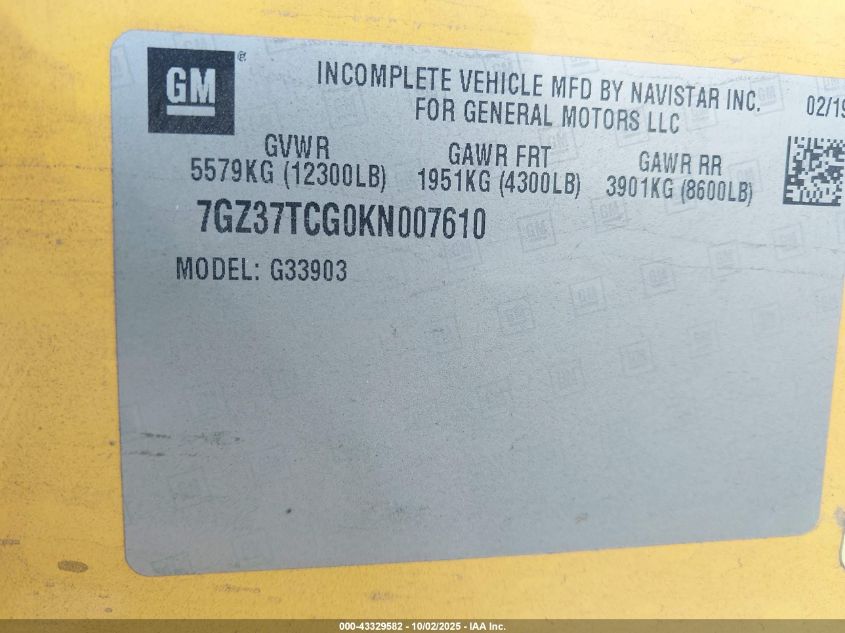 GM ®
INCOMPLETE VEHICLE MFD BY NAVISTAR INC.
FOR GENERAL MOTORS LLC
02/19
GVWR
5579KG (12300LB)
GAWR FRT
1951KG (4300LB)
GAWR RR
3901KG (8600LB)
7GZ37TCG0KN007610
MODEL: G33903
000-43329582 - 10/02/2025 - IAA Inc.